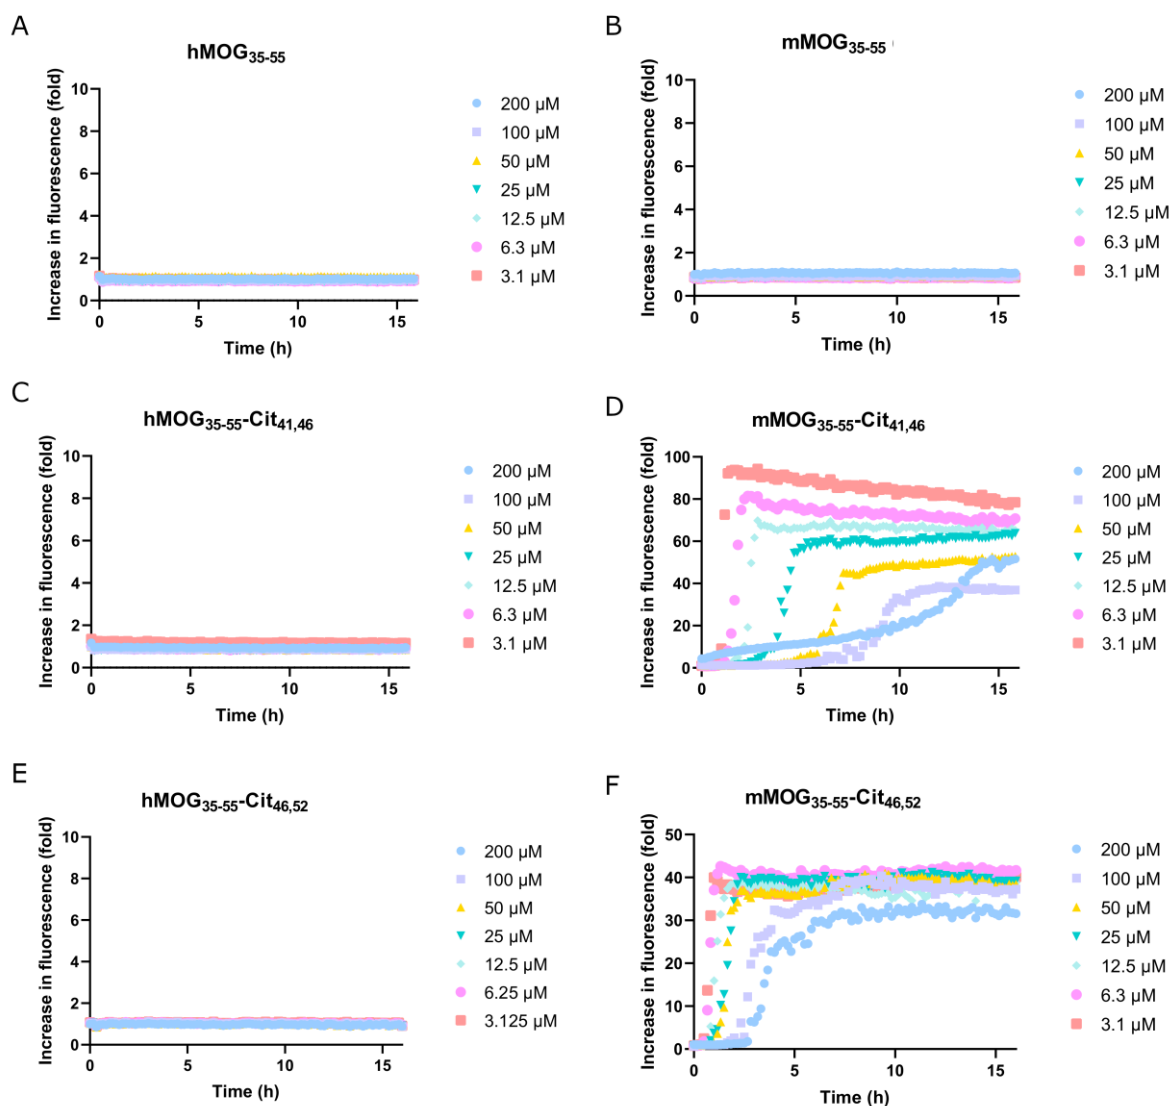 A
hMOG35-55
Increase in fluorescence (fold)
10
8
6
4
2
0
0 5 10 15
Time (h)
200 µM
100 µM
50 µM
25 µM
12.5 µM
6.3 µM
3.1 µM
B
mMOG35-55
Increase in fluorescence (fold)
10
8
6
4
2
0
0 5 10 15
Time (h)
200 µM
100 µM
50 µM
25 µM
12.5 µM
6.3 µM
3.1 µM
C
hMOG35-55-Cit41,46
Increase in fluorescence (fold)
10
8
6
4
2
0
0 5 10 15
Time (h)
200 µM
100 µM
50 µM
25 µM
12.5 µM
6.3 µM
3.1 µM
D
mMOG35-55-Cit41,46
Increase in fluorescence (fold)
100
80
60
40
20
0
0 5 10 15
Time (h)
200 µM
100 µM
50 µM
25 µM
12.5 µM
6.3 µM
3.1 µM
E
hMOG35-55-Cit46,52
Increase in fluorescence (fold)
10
8
6
4
2
0
0 5 10 15
Time (h)
200 µM
100 µM
50 µM
25 µM
12.5 µM
6.25 µM
3.125 µM
F
mMOG35-55-Cit46,52
Increase in fluorescence (fold)
50
40
30
20
10
0
0 5 10 15
Time (h)
200 µM
100 µM
50 µM
25 µM
12.5 µM
6.3 µM
3.1 µM